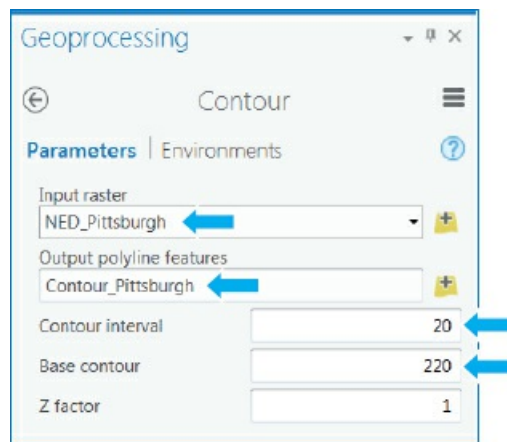 Geoprocessing
Contour
Parameters | Environments
Input raster
NED_Pittsburgh
Output polyline features
Contour_Pittsburgh
Contour interval 20
Base contour 220
Z factor 1